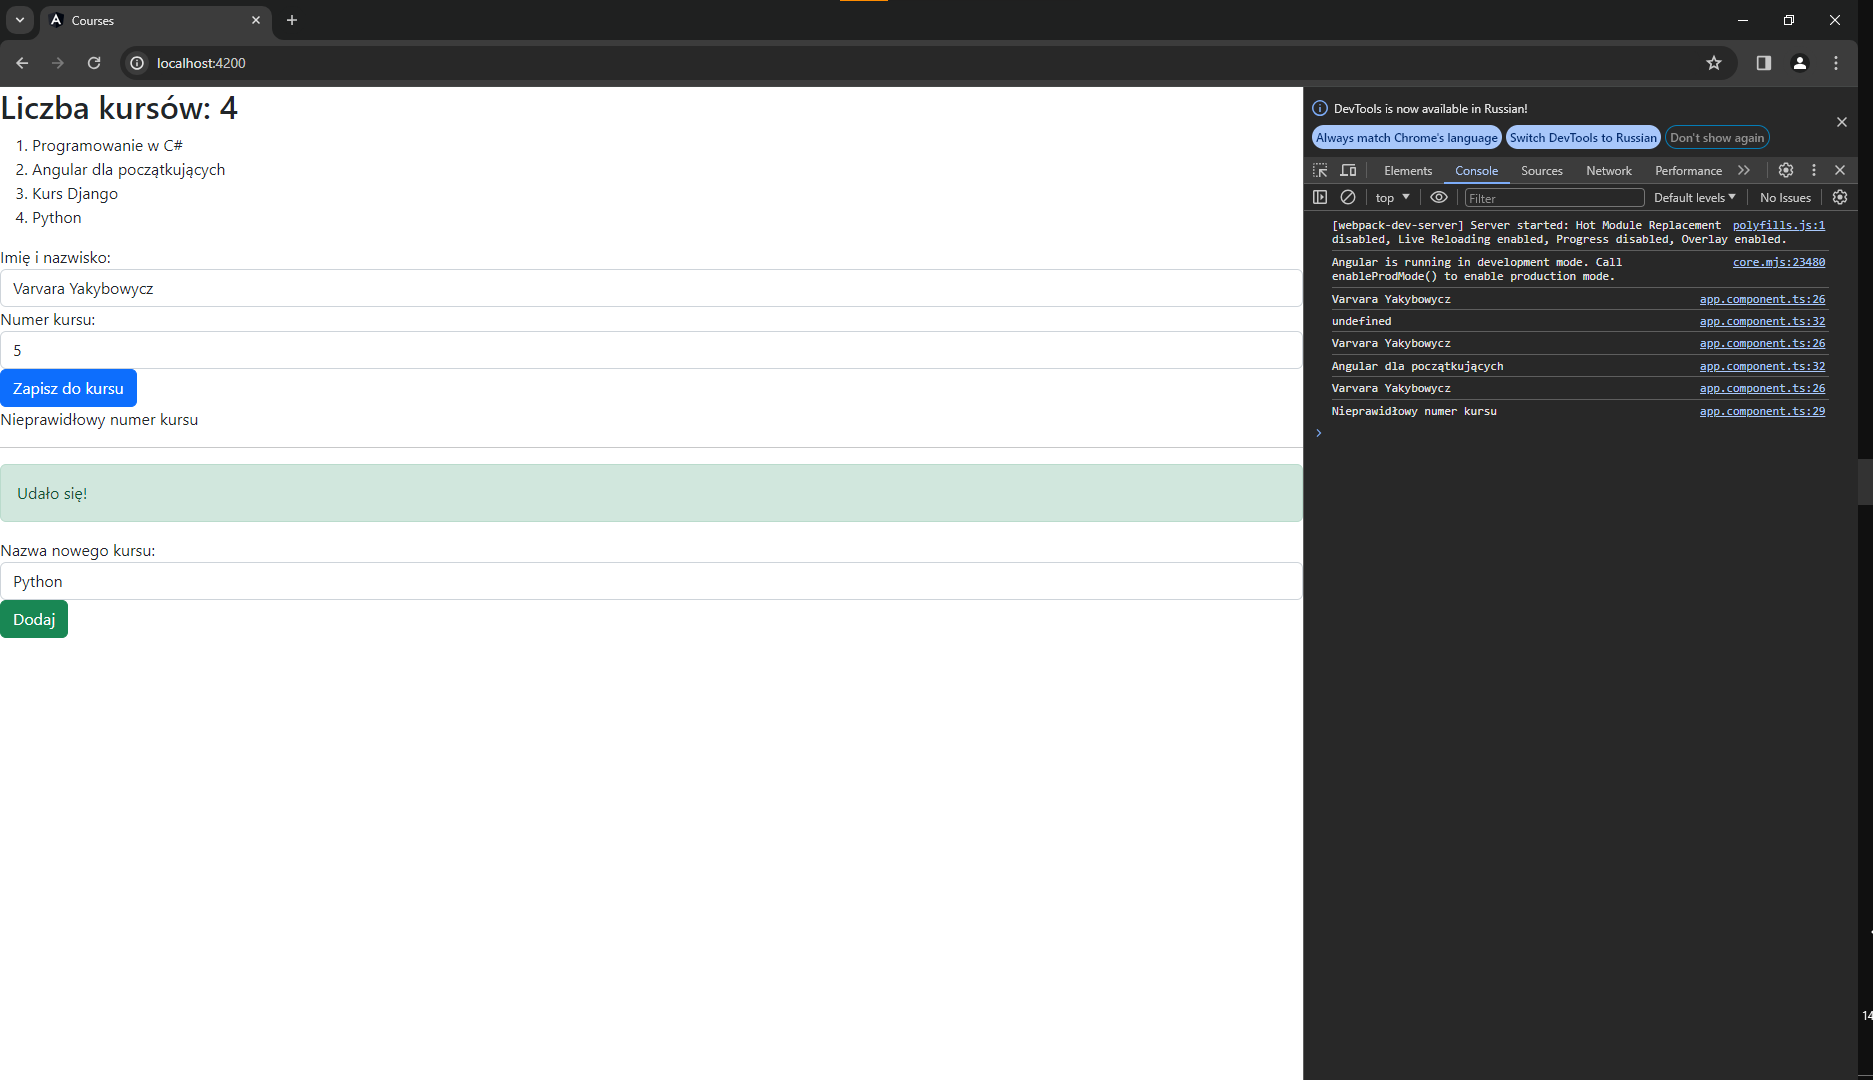 Courses
localhost:4200
Liczba kursów: 4
1. Programowanie w C#
2. Angular dla początkujących
3. Kurs Django
4. Python
Imię i nazwisko:
Varvara Yakybowycz
Numer kursu:
5
Zapisz do kursu
Nieprawidłowy numer kursu
Udało się!
Nazwa nowego kursu:
Python
Dodaj
DevTools is now available in Russian!
Always match Chrome's language Switch DevTools to Russian Don't show again
Elements Console Sources Network Performance
top Filter Default levels No Issues
[webpack-dev-server] Server started: Hot Module Replacement polyfills.js:1
disabled, Live Reloading enabled, Progress disabled, Overlay enabled.
Angular is running in development mode. Call core.mjs:23480
enableProdMode() to enable production mode.
Varvara Yakybowycz app.component.ts:26
undefined app.component.ts:32
Varvara Yakybowycz app.component.ts:26
Angular dla początkujących app.component.ts:32
Varvara Yakybowycz app.component.ts:26
Nieprawidłowy numer kursu app.component.ts:29
14